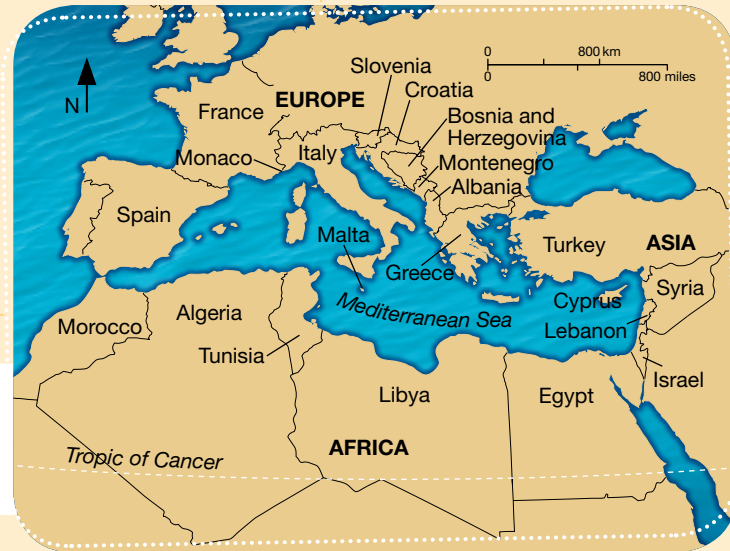 0 800 km
0 800 miles
N
Slovenia
Croatia
France
EUROPE
Bosnia and
Herzegovina
Monaco
Italy
Montenegro
Albania
Spain
Malta
Turkey
ASIA
Greece
Mediterranean Sea
Cyprus
Syria
Lebanon
Morocco
Algeria
Tunisia
Israel
Libya
Egypt
AFRICA
Tropic of Cancer